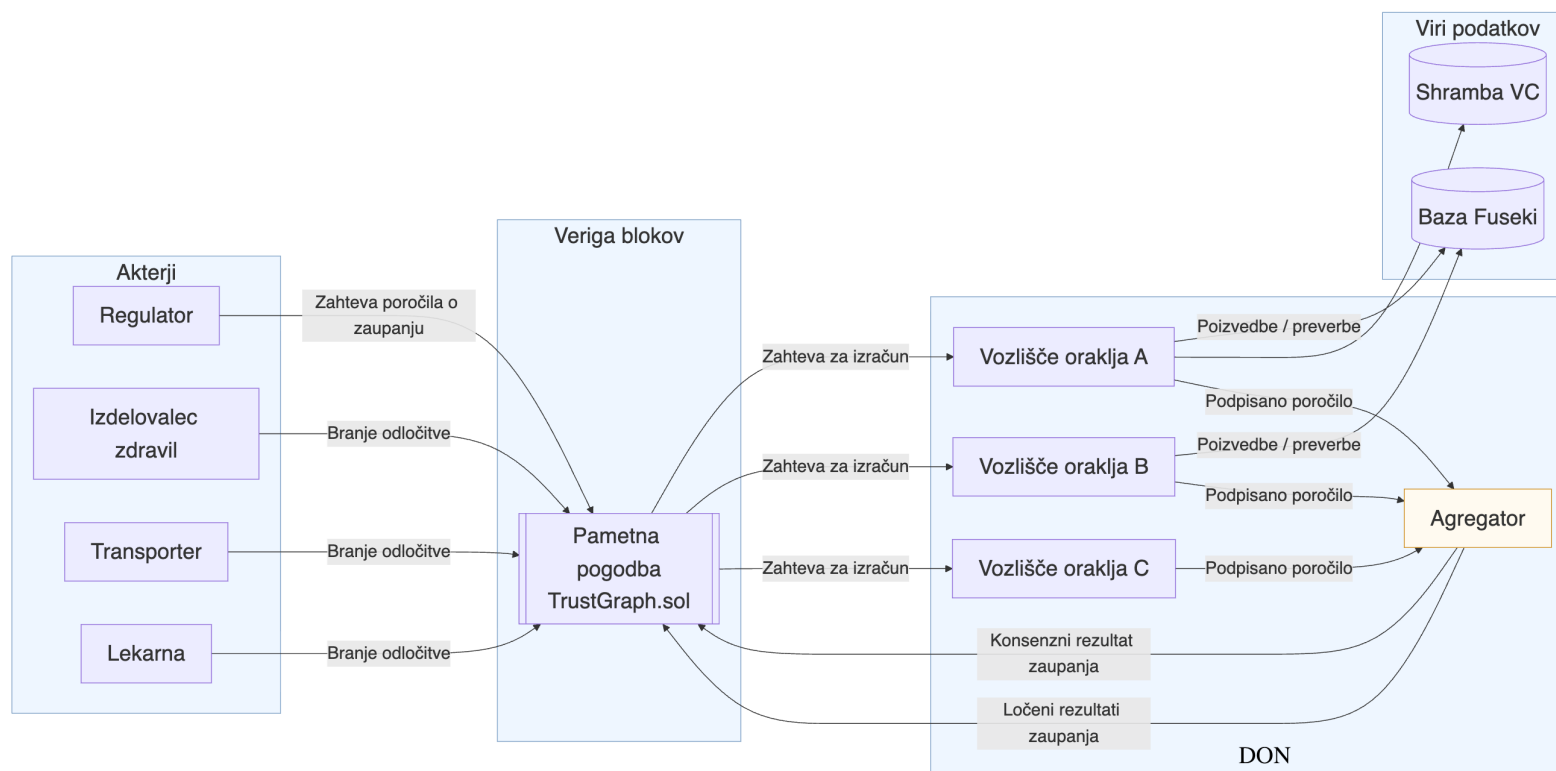 Viri podatkov
Shramba VC
Baza Fuseki
Veriga blokov
Akterji
Regulator
Zahteva poročila o
zaupanju
Izdelovalec
zdravil
Branje odločitve
Transporter
Branje odločitve
Lekarna
Branje odločitve
Pametna
pogodba
TrustGraph.sol
Zahteva za izračun
Zahteva za izračun
Zahteva za izračun
Vozlišče oraklja A
Poizvedbe / preverbe
Podpisano poročilo
Vozlišče oraklja B
Poizvedbe / preverbe
Podpisano poročilo
Vozlišče oraklja C
Podpisano poročilo
Agregator
Konsenzni rezultat
zaupanja
Ločeni rezultati
zaupanja
DON